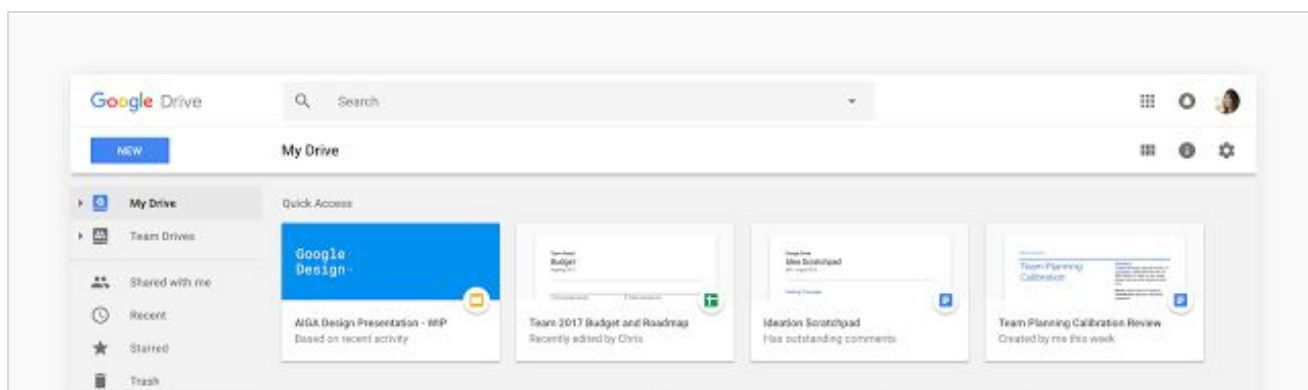 Google Drive
Search
NEW
My Drive
My Drive
Team Drives
Shared with me
Recent
Starred
Trash
Quick Access
Google
Design
AIGA Design Presentation - WIP
Based on recent activity
Budget
Team 2017 Budget and Roadmap
Recently edited by Chris
Idea Scratchpad
Ideation Scratchpad
Has outstanding comments
Team Planning
Calibration
Team Planning Calibration Review
Created by me this week